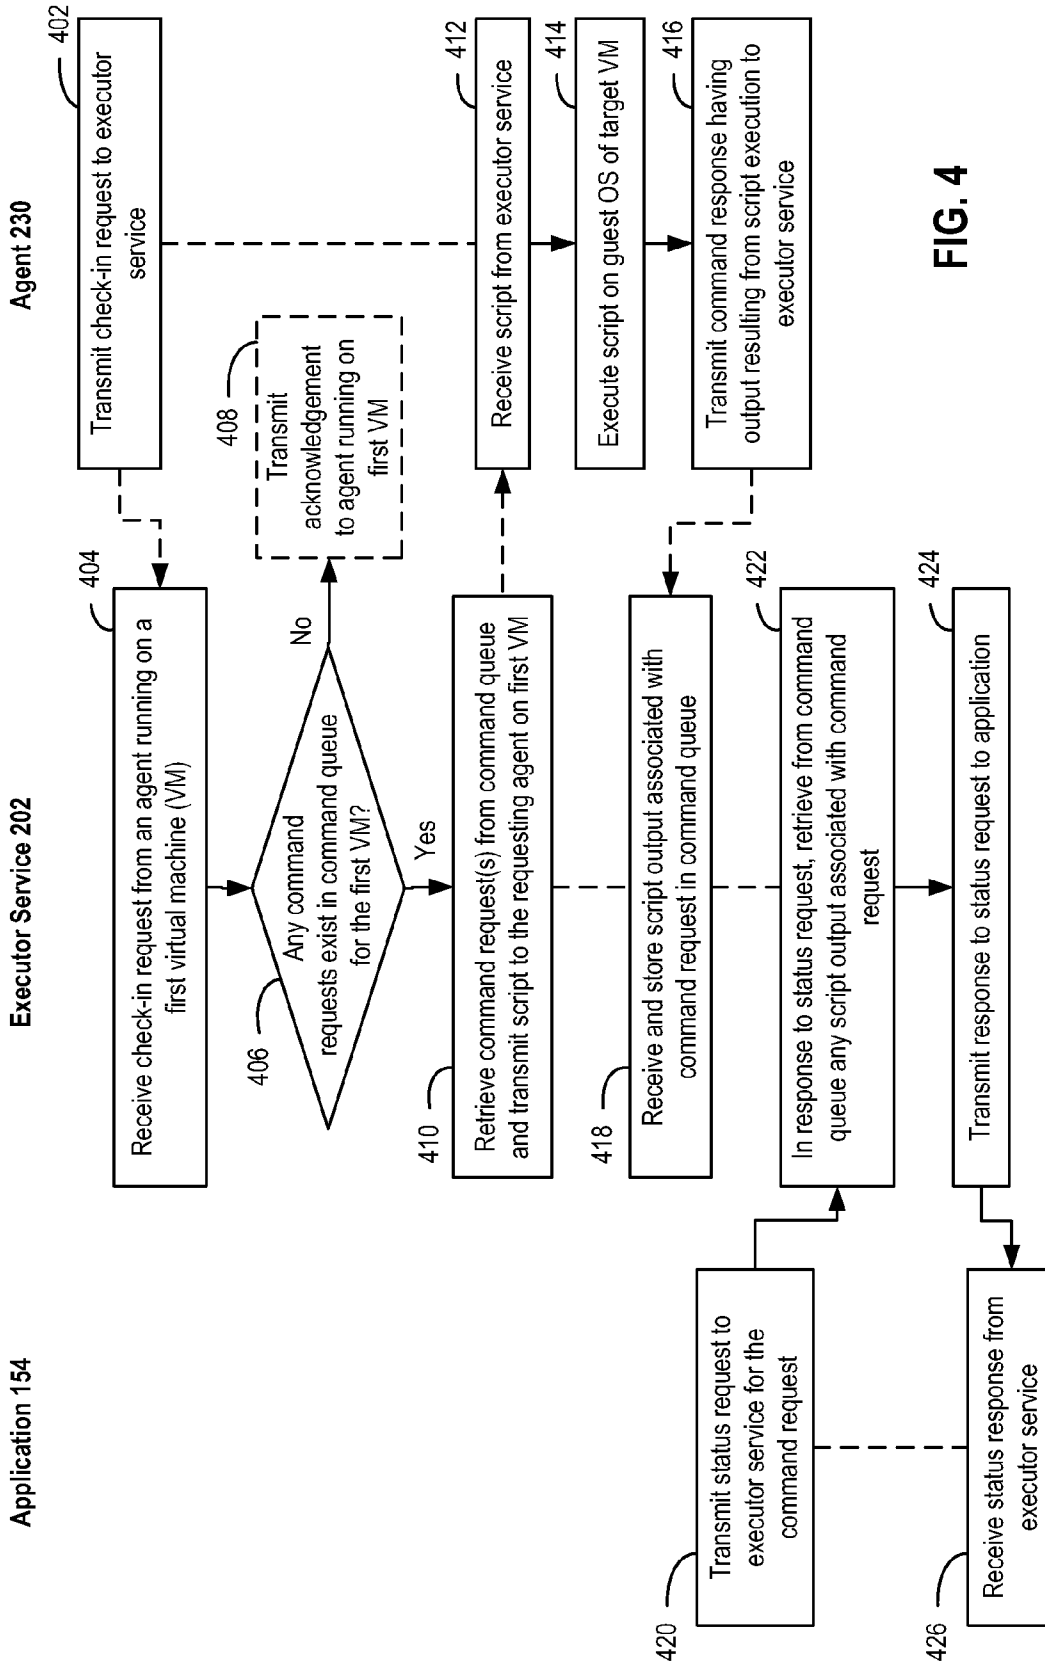 Application 154
Executor Service 202
Agent 230
402
Transmit check-in request to executor
service
404
Receive check-in request from an agent running on a
first virtual machine (VM)
406
Any command
requests exist in command queue
for the first VM?
No
408
Transmit
acknowledgement
to agent running on
first VM
Yes
410
Retrieve command request(s) from command queue
and transmit script to the requesting agent on first VM
412
Receive script from executor service
414
Execute script on guest OS of target VM
416
Transmit command response having
output resulting from script execution to
executor service
418
Receive and store script output associated with
command request in command queue
420
Transmit status request to
executor service for the
command request
422
In response to status request, retrieve from command
queue any script output associated with command
request
424
Transmit response to status request to application
426
Receive status response from
executor service
FIG. 4